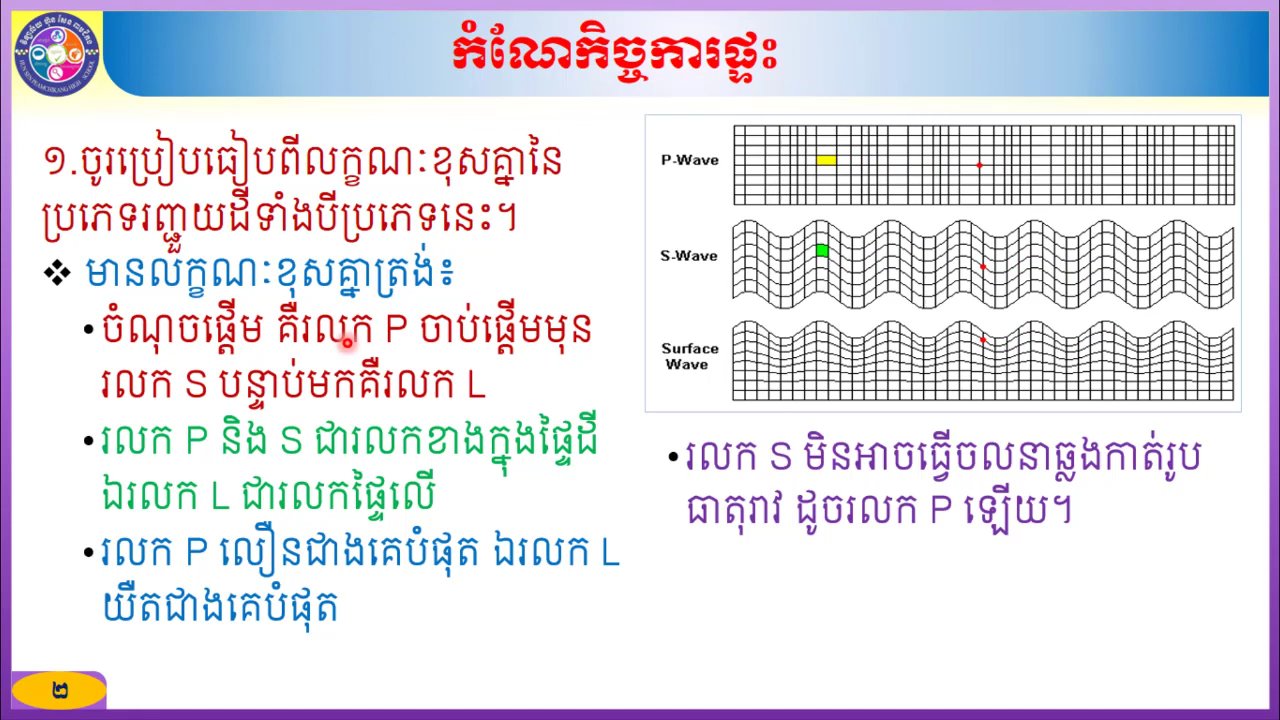 កំណែកិច្ចការផ្ទះ
១.ចូរប្រៀបធៀបពីលក្ខណៈខុសគ្នានៃ
ប្រភេទរញ្ជួយដីទាំងបីប្រភេទនេះ។
❖ មានលក្ខណៈខុសគ្នាត្រង់៖
•ចំណុចផ្តើម គឺរលក P ចាប់ផ្តើមមុន
រលក S បន្ទាប់មកគឺរលក L
•រលក P និង S ជារលកខាងក្នុងផ្ទៃដី
ឯរលក L ជារលកផ្ទៃលើ
•រលក P លឿនជាងគេបំផុត ឯរលក L
យឺតជាងគេបំផុត
P-Wave
S-Wave
Surface
Wave
•រលក S មិនអាចធ្វើចលនាឆ្លងកាត់រូប
ធាតុរាវ ដូចរលក P ឡើយ។
២